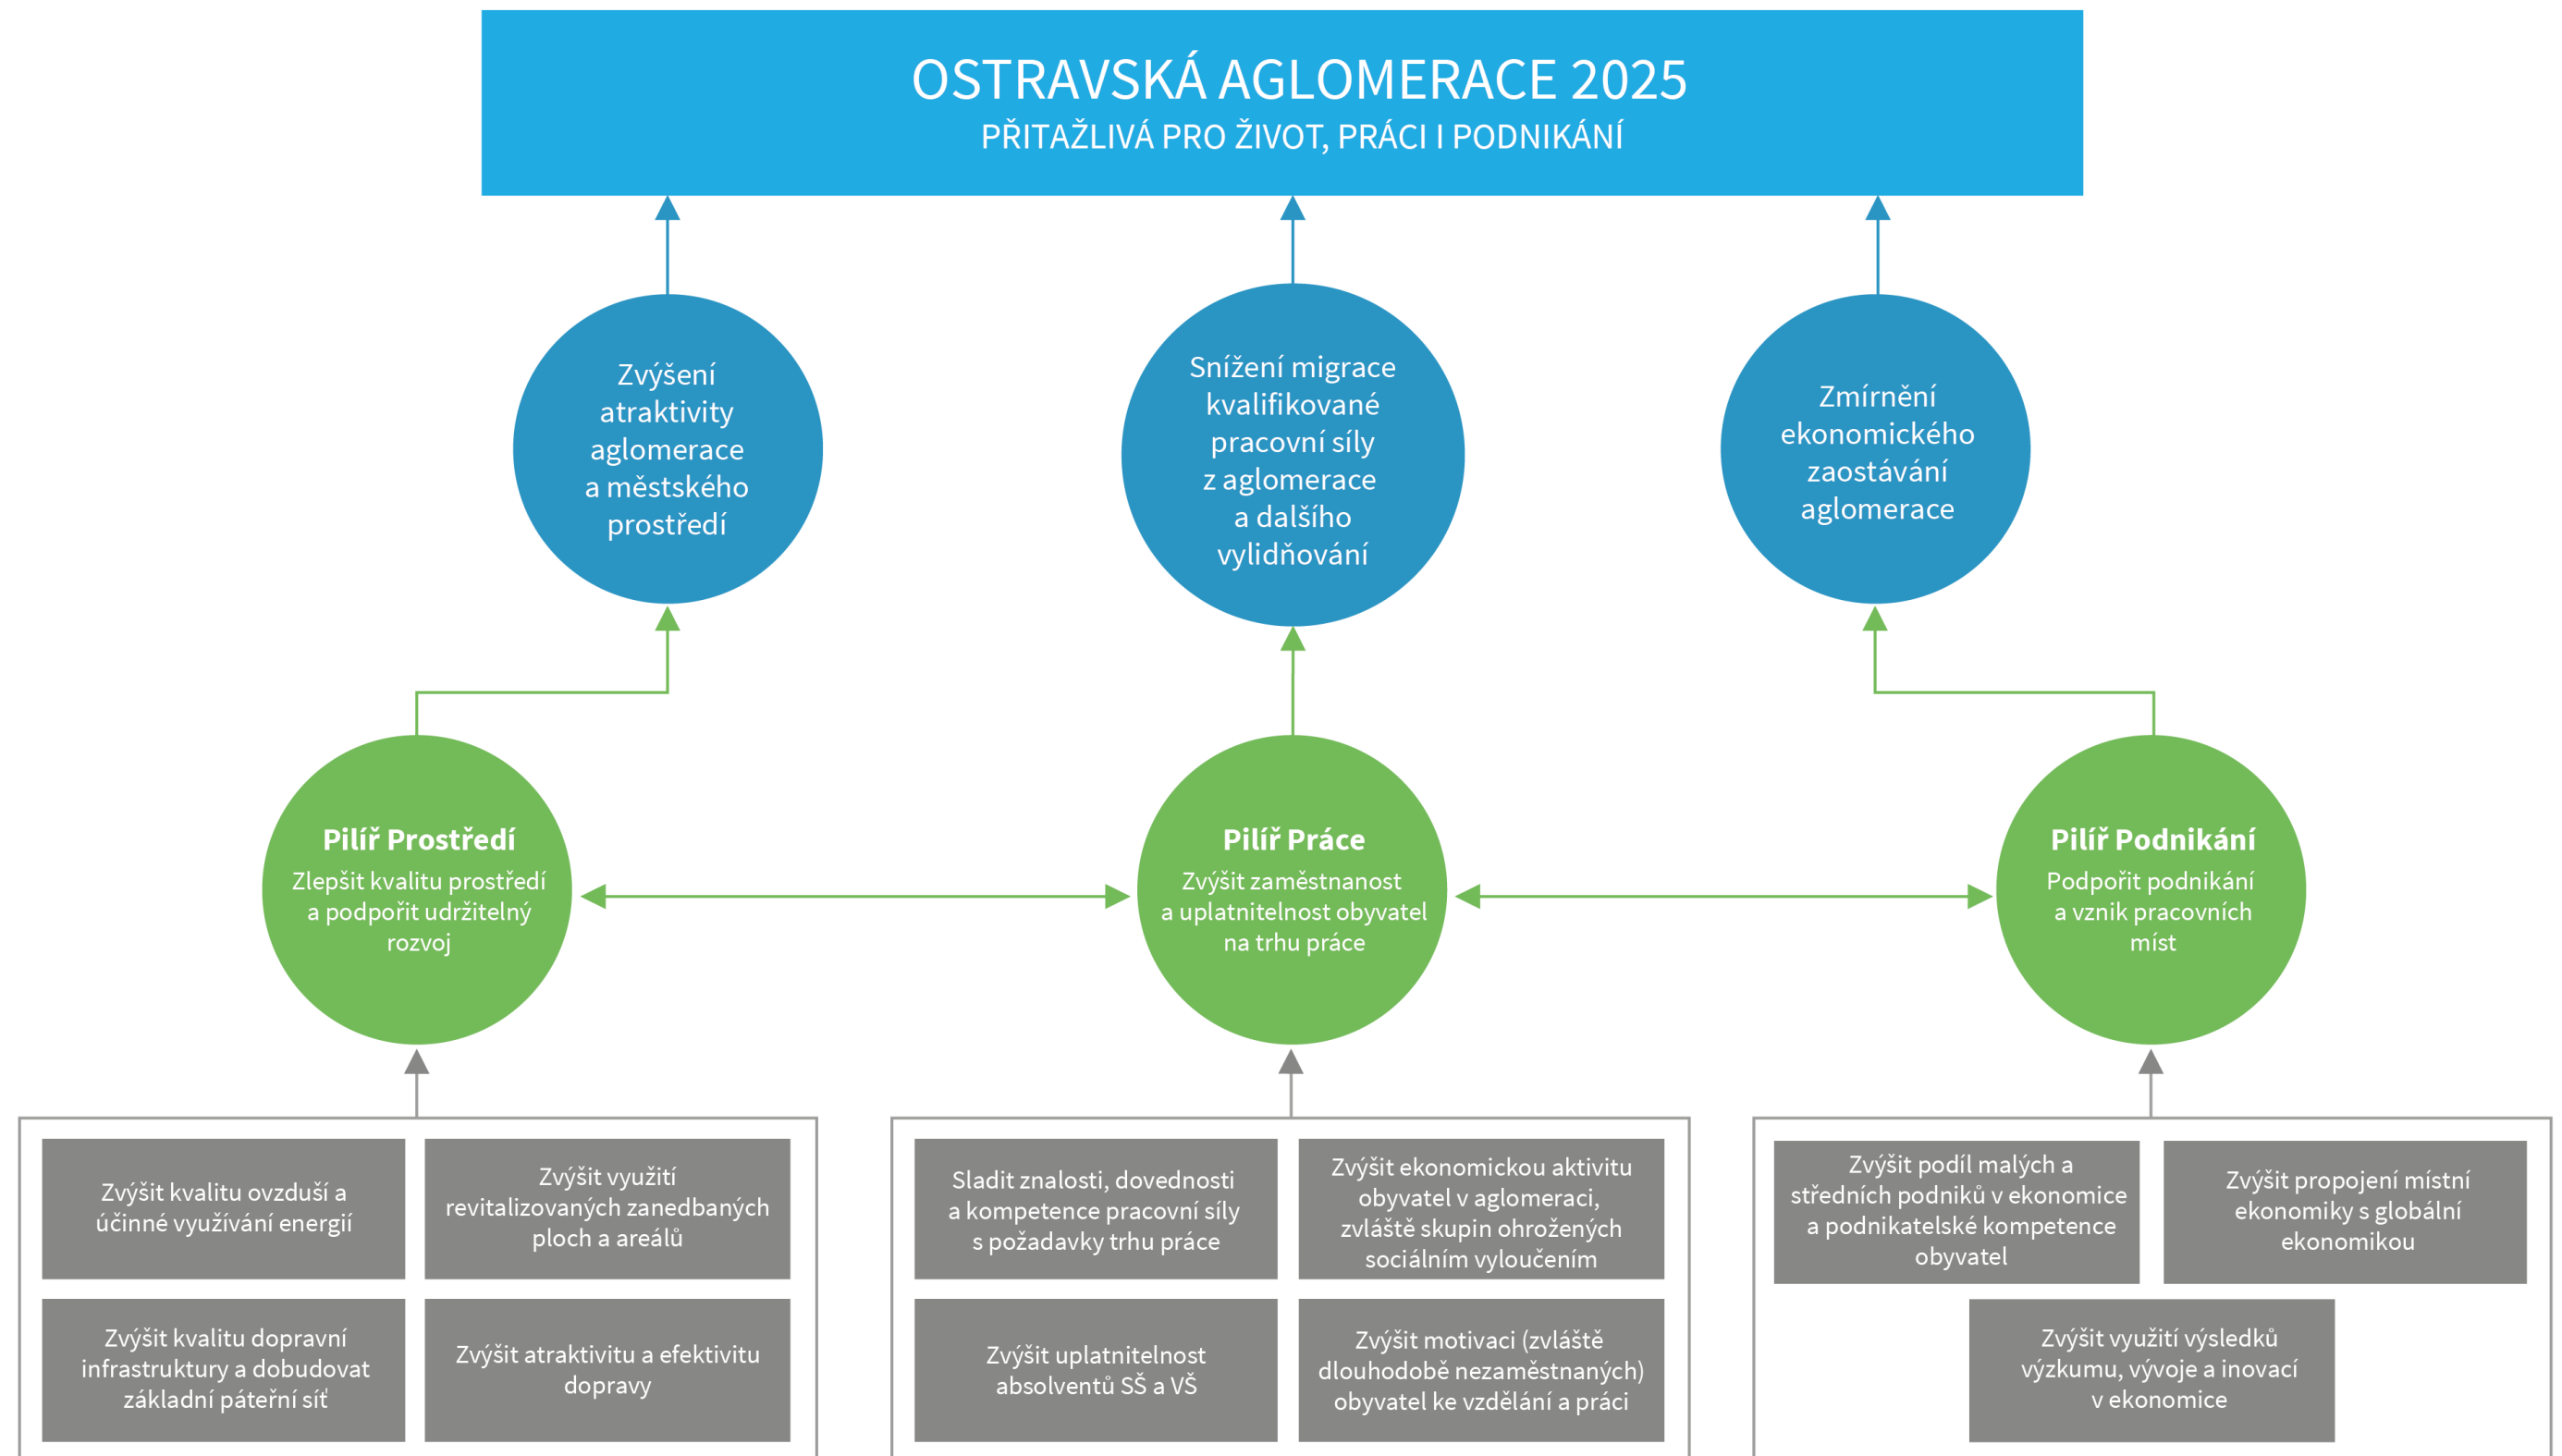 OSTRAVSKÁ AGLOMERACE 2025
PŘITAŽLIVÁ PRO ŽIVOT, PRÁCI I PODNIKÁNÍ
Zvýšení
atraktivity
aglomerace
a městského
prostředí
Snížení migrace
kvalifikované
pracovní síly
z aglomerace
a dalšího
vylidňování
Zmírnění
ekonomického
zaostávání
aglomerace
Pilíř Prostředí
Zlepšit kvalitu prostředí
a podpořit udržitelný
rozvoj
Pilíř Práce
Zvýšit zaměstnanost
a uplatnitelnost obyvatel
na trhu práce
Pilíř Podnikání
Podpořit podnikání
a vznik pracovních
míst
Zvýšit kvalitu ovzduší a
účinné využívání energií
Zvýšit využití
revitalizovaných zanedbaných
ploch a areálů
Zvýšit kvalitu dopravní
infrastruktury a dobudovat
základní páteřní síť
Zvýšit atraktivitu a efektivitu
dopravy
Sladit znalosti, dovednosti
a kompetence pracovní síly
s požadavky trhu práce
Zvýšit ekonomickou aktivitu
obyvatel v aglomeraci,
zvláště skupin ohrožených
sociálním vyloučením
Zvýšit uplatnitelnost
absolventů SŠ a VŠ
Zvýšit motivaci (zvláště
dlouhodobě nezaměstnaných)
obyvatel ke vzdělání a práci
Zvýšit podíl malých a
středních podniků v ekonomice
a podnikatelské kompetence
obyvatel
Zvýšit propojení místní
ekonomiky s globální
ekonomikou
Zvýšit využití výsledků
výzkumu, vývoje a inovací
v ekonomice